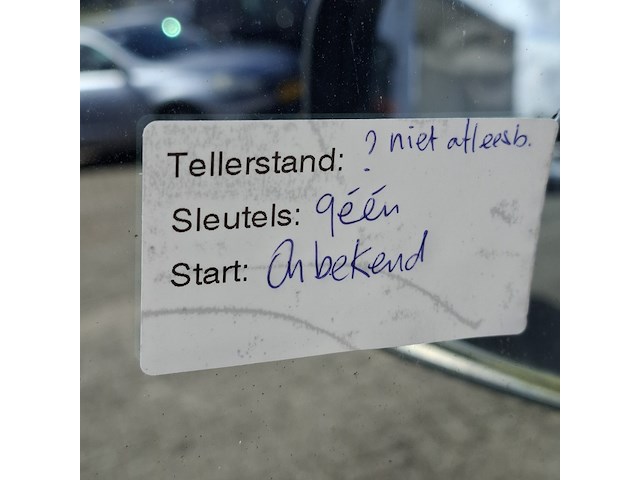 Tellerstand: ? niet afleesb.
Sleutels: géén
Start: Onbekend